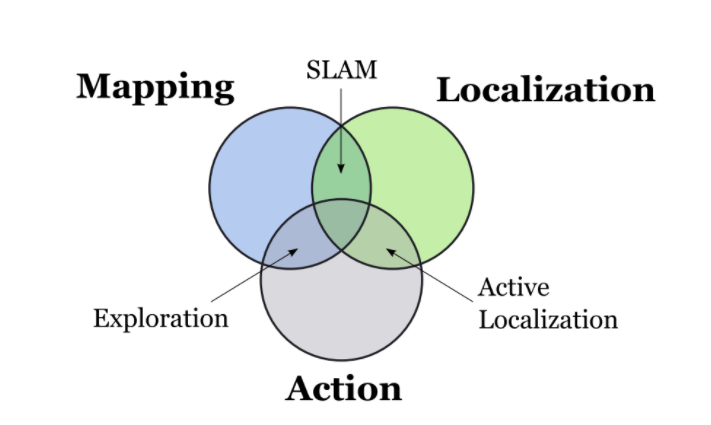 SLAM
Mapping
Localization
Exploration
Active
Localization
Action